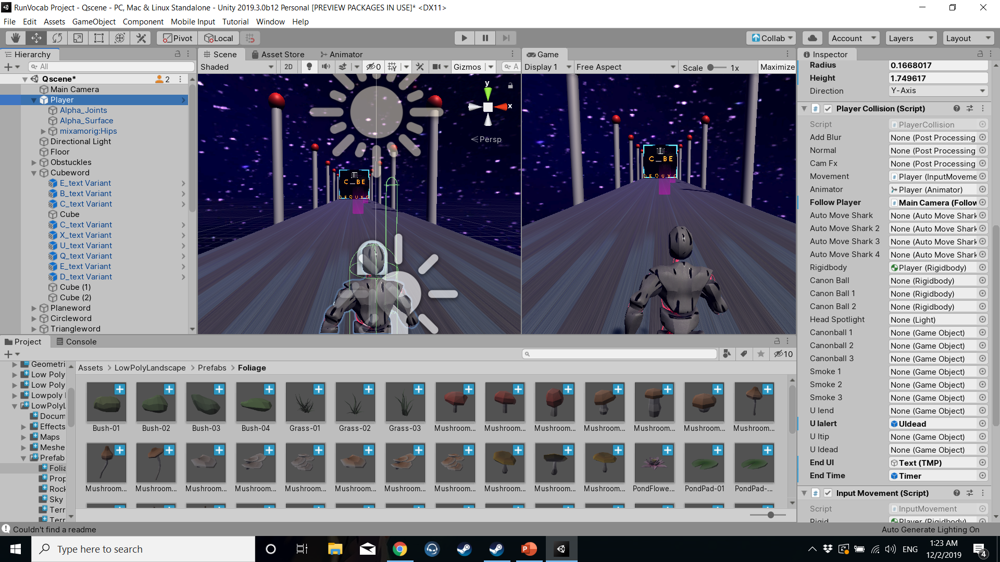 RunVocab Project - Qscene - PC, Mac & Linux Standalone - Unity 2019.3.0b12 Personal [PREVIEW PACKAGES IN USE]* <DX11>
File Edit Assets GameObject Component Mobile Input Tutorial Window Help
Pivot Local Collab Account Layers Layout
Hierarchy
All
Qscene* 2
Main Camera
Player
Alpha_Joints
Alpha_Surface
mixamorig:Hips
Directional Light
Floor
Obstuckles
Cubeword
E_text Variant
B_text Variant
C_text Variant
Cube
C_text Variant
X_text Variant
U_text Variant
Q_text Variant
E_text Variant
D_text Variant
Cube (1)
Cube (2)
Planeword
Circleword
Triangleword
Scene Asset Store Animator
Shaded 2D 0 Gizmos A
y
x
Persp
C_BE
Game
Display 1 Free Aspect Scale 1x Maximize
C_BE
Inspector
Radius 0.1668017
Height 1.749617
Direction Y-Axis
# Player Collision (Script)
Script # PlayerCollision
Add Blur None (Post Processing
Normal None (Post Processing
Cam Fx None (Post Processing
Movement # Player (InputMoveme
Animator Player (Animator)
Follow Player # Main Camera (Follow
Auto Move Shark None (Auto Move Shark
Auto Move Shark 2 None (Auto Move Shark
Auto Move Shark 3 None (Auto Move Shark
Auto Move Shark 4 None (Auto Move Shark
Rigidbody Player (Rigidbody)
Canon Ball None (Rigidbody)
Canon Ball 1 None (Rigidbody)
Canon Ball 2 None (Rigidbody)
Head Spotlight None (Light)
Canonball 1 None (Game Object)
Canonball 2 None (Game Object)
Canonball 3 None (Game Object)
Smoke 1 None (Game Object)
Smoke 2 None (Game Object)
Smoke 3 None (Game Object)
U Iend None (Game Object)
U Ialert UIdead
U Itip None (Game Object)
U Idead None (Game Object)
End UI Text (TMP)
End Time Timer
# Input Movement (Script)
Script # InputMovement
Rigid Player (Rigidbody)
Project Console
10
Geometri
Low Poly
Low Poly
Lowpoly
LowPolyL
Docum
Effects
Maps
Meshe
Prefab
Folia
Prop
Rock
Sky
Terr
Terr
Assets > LowPolyLandscape > Prefabs > Foliage
Bush-01 Bush-02 Bush-03 Bush-04 Grass-01 Grass-02 Grass-03 Mushroom... Mushroom... Mushroom... Mushroom... Mushroom... Mushroom... Mushroom...
Mushroom... Mushroom... Mushroom... Mushroom... Mushroom... Mushroom... Mushroom... Mushroom... Mushroom... Mushroom... Mushroom... PondFlowe... PondPad-01 PondPad-...
Couldn't find a readme
Auto Generate Lighting On
Type here to search
ENG
1:23 AM
12/2/2019
4